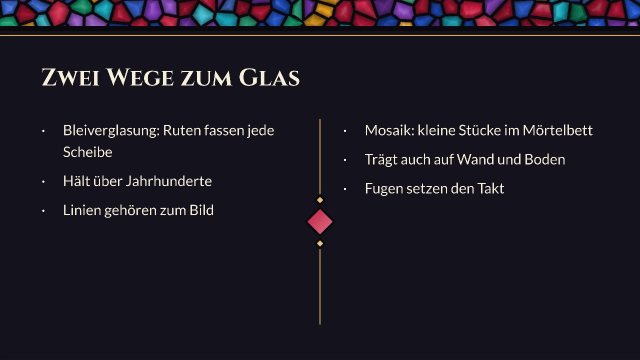 Zwei Wege zum Glas
· Bleiverglasung: Ruten fassen jede
Scheibe
· Hält über Jahrhunderte
· Linien gehören zum Bild
· Mosaik: kleine Stücke im Mörtelbett
· Trägt auch auf Wand und Boden
· Fugen setzen den Takt